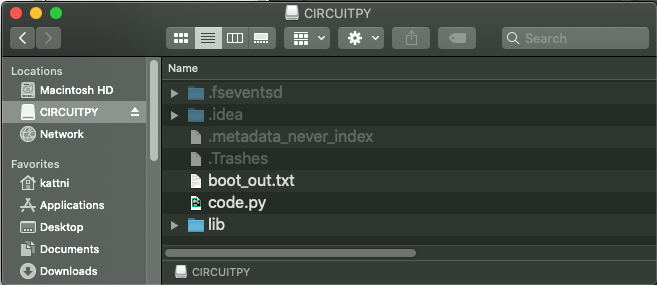 CIRCUITPY
Search
Locations
Macintosh HD
CIRCUITPY
Network
Favorites
kattni
Applications
Desktop
Documents
Downloads
Name
.fseventsd
.idea
.metadata_never_index
.Trashes
boot_out.txt
code.py
lib
CIRCUITPY